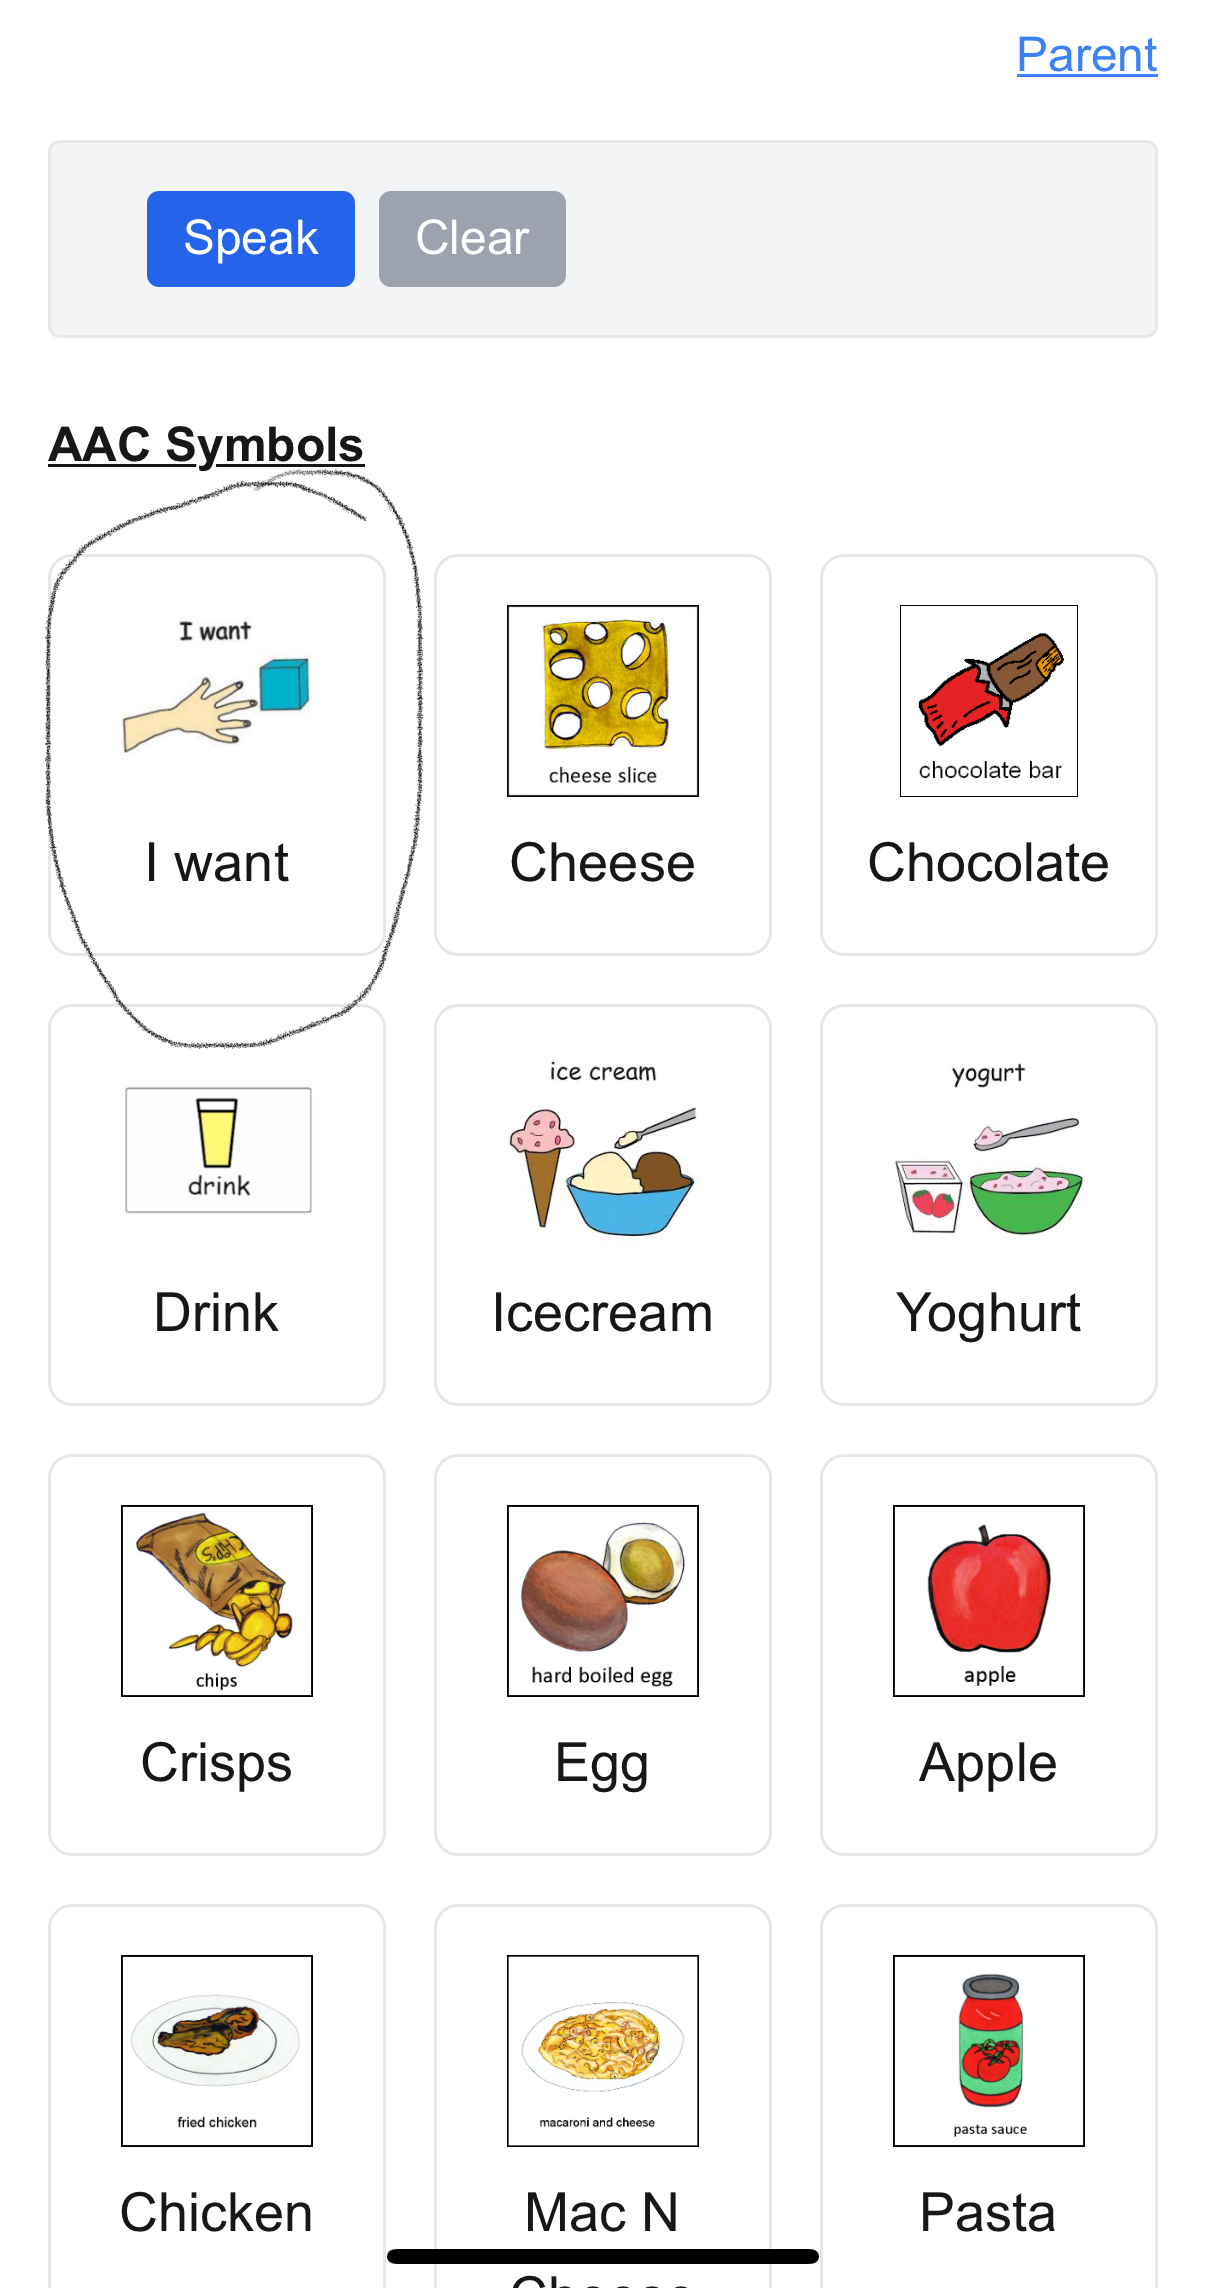 Parent
Speak Clear
AAC Symbols
I want
I want
cheese slice
Cheese
chocolate bar
Chocolate
drink
Drink
ice cream
Icecream
yogurt
Yoghurt
CHIPS
chips
Crisps
hard boiled egg
Egg
apple
Apple
fried chicken
Chicken
macaroni and cheese
Mac N
Cheese
pasta sauce
Pasta